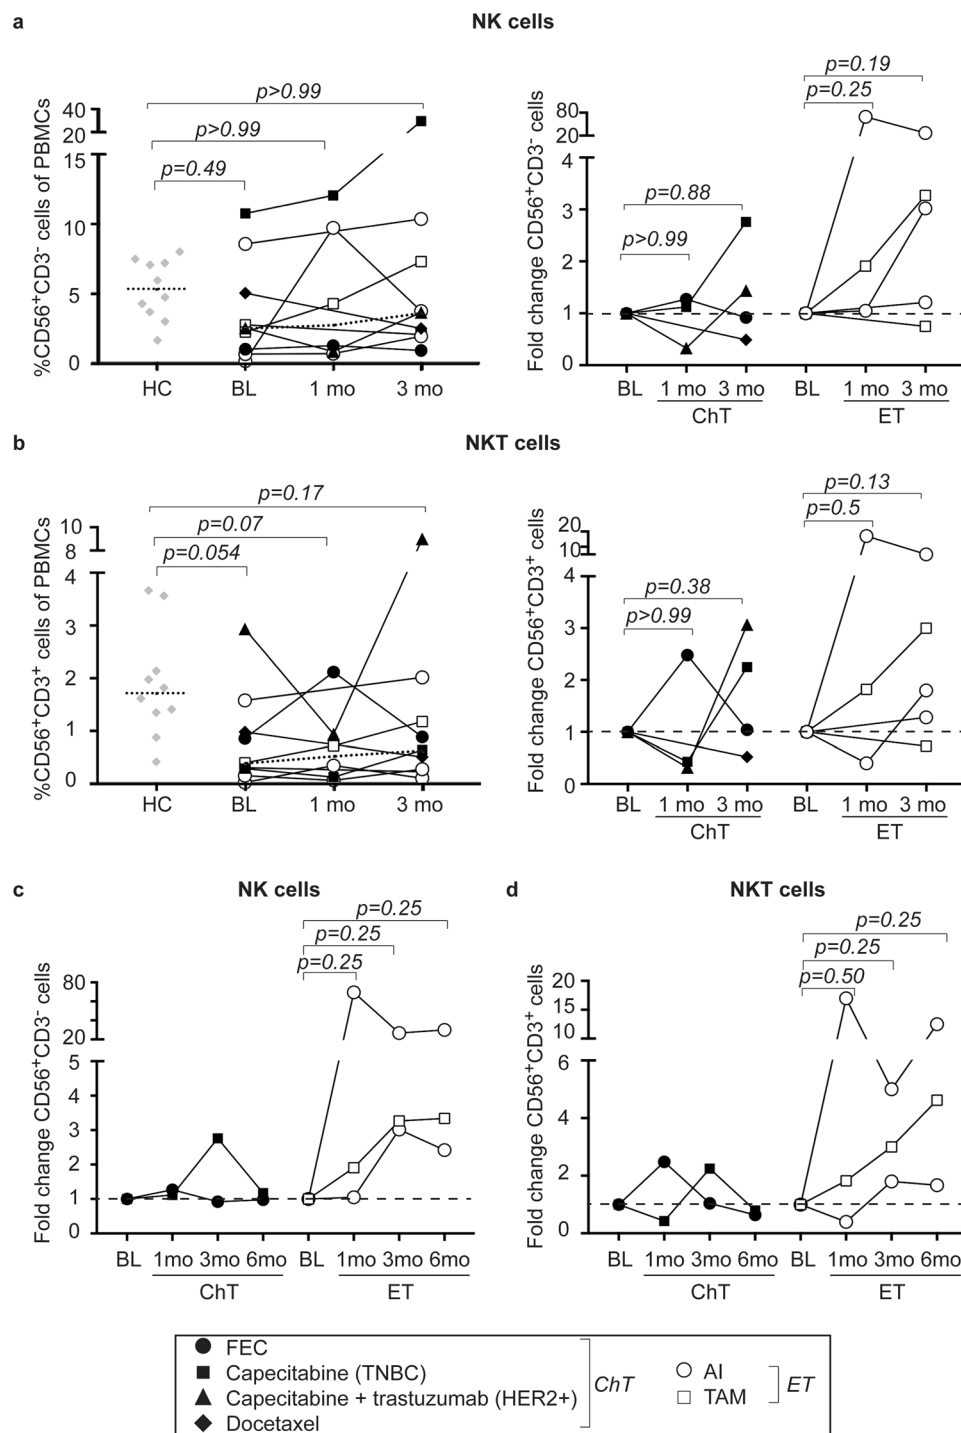 a
NK cells
%CD56+CD3- cells of PBMCs
40
20
15
10
5
0
p>0.99
p>0.99
p=0.49
HC
BL
1 mo
3 mo
Fold change CD56+CD3- cells
80
20
4
3
2
1
0
p=0.88
p>0.99
p=0.19
p=0.25
BL
1 mo
3 mo
BL
1 mo
3 mo
ChT
ET
b
NKT cells
%CD56+CD3+ cells of PBMCs
10
8
4
3
2
1
0
p=0.17
p=0.07
p=0.054
HC
BL
1 mo
3 mo
Fold change CD56+CD3+ cells
20
10
4
3
2
1
0
p=0.38
p>0.99
p=0.13
p=0.5
BL
1 mo
3 mo
BL
1 mo
3 mo
ChT
ET
c
NK cells
Fold change CD56+CD3- cells
80
20
5
4
3
2
1
0
p=0.25
p=0.25
p=0.25
BL
1mo
3mo
6mo
BL
1mo
3mo
6mo
ChT
ET
d
NKT cells
Fold change CD56+CD3+ cells
20
15
10
6
4
2
0
p=0.25
p=0.25
p=0.50
BL
1mo
3mo
6mo
BL
1mo
3mo
6mo
ChT
ET
FEC
Capecitabine (TNBC)
Capecitabine + trastuzumab (HER2+)
Docetaxel
ChT
AI
TAM
ET